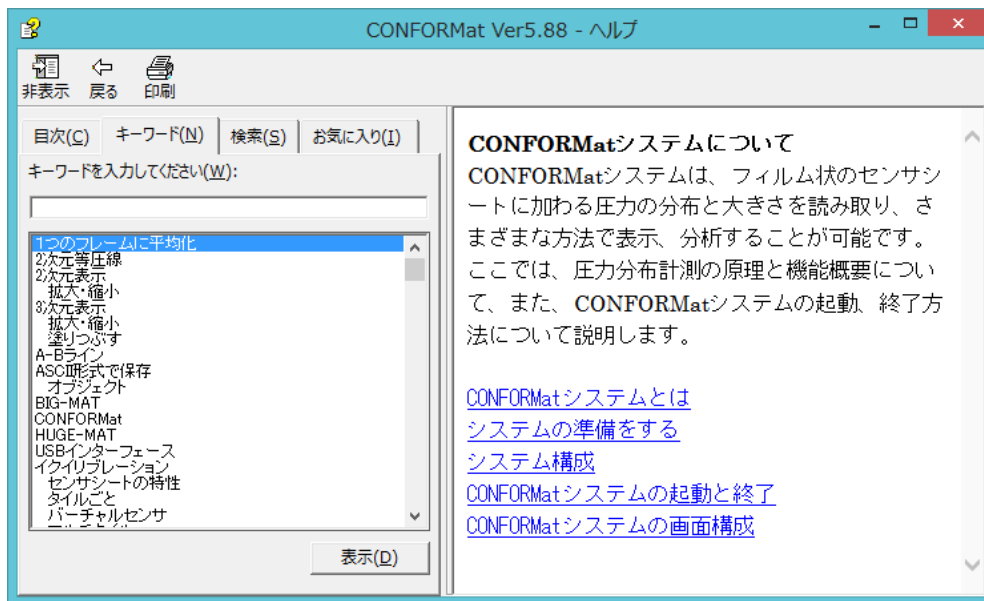 CONFORMat Ver5.88 - ヘルプ
非表示 戻る 印刷
目次(C) キーワード(N) 検索(S) お気に入り(I)
キーワードを入力してください(W):
1つのフレームに平均化
2次元等圧線
2次元表示
拡大・縮小
3次元表示
拡大・縮小
塗りつぶす
A-Bライン
ASCII形式で保存
オブジェクト
BIG-MAT
CONFORMat
HUGE-MAT
USBインターフェース
イクイリブレーション
センサシートの特性
タイルごと
バーチャルセンサ
表示(D)
CONFORMatシステムについて
CONFORMatシステムは、フィルム状のセンサシ
ートに加わる圧力の分布と大きさを読み取り、さ
まざまな方法で表示、分析することが可能です。
ここでは、圧力分布計測の原理と機能概要につい
て、また、CONFORMatシステムの起動、終了方
法について説明します。
CONFORMatシステムとは
システムの準備をする
システム構成
CONFORMatシステムの起動と終了
CONFORMatシステムの画面構成